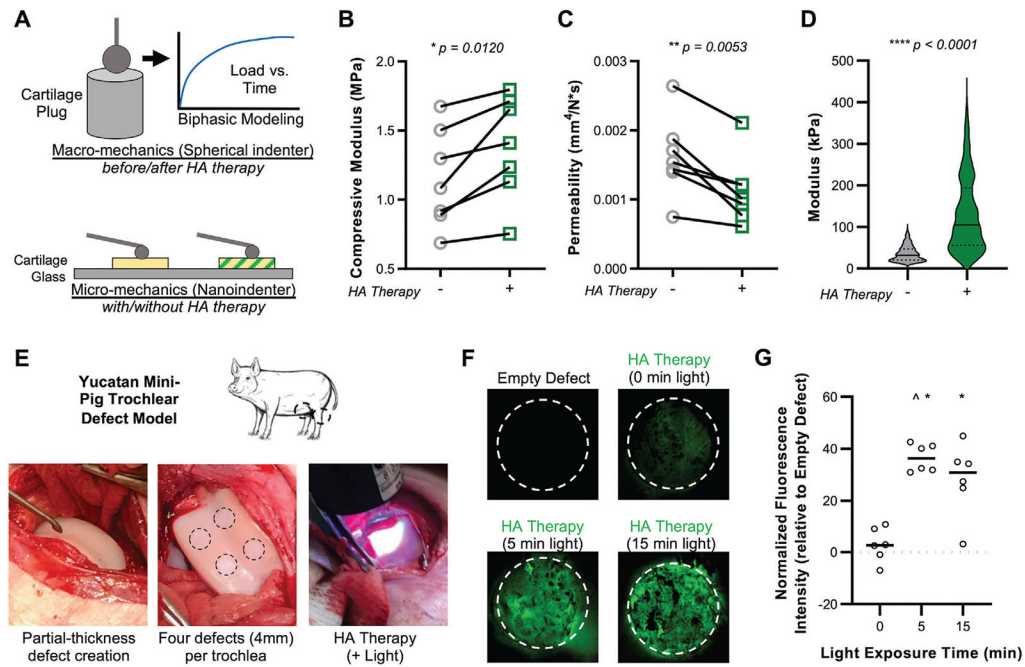 A
Cartilage
Plug
Load vs.
Time
Biphasic Modeling
Macro-mechanics (Spherical indenter)
before/after HA therapy
Cartilage
Glass
Micro-mechanics (Nanoindenter)
with/without HA therapy
B
* p = 0.0120
Compressive Modulus (MPa)
2.0
1.5
1.0
0.5
HA Therapy - +
C
** p = 0.0053
Permeability (mm⁴/N*s)
0.003
0.002
0.001
0.000
HA Therapy - +
D
**** p < 0.0001
Modulus (kPa)
500
400
300
200
100
0
HA Therapy - +
E
Yucatan Mini-
Pig Trochlear
Defect Model
Partial-thickness
defect creation
Four defects (4mm)
per trochlea
HA Therapy
(+ Light)
F
Empty Defect
HA Therapy
(0 min light)
HA Therapy
(5 min light)
HA Therapy
(15 min light)
G
Normalized Fluorescence
Intensity (relative to Empty Defect)
60
40
20
0
-20
^ *
*
0 5 15
Light Exposure Time (min)